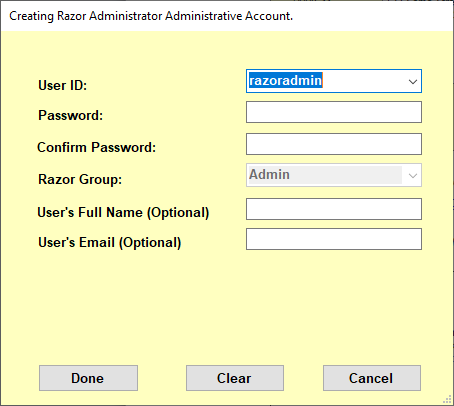 Creating Razor Administrator Administrative Account.
User ID: razoradmin
Password:
Confirm Password:
Razor Group: Admin
User's Full Name (Optional)
User's Email (Optional)
Done Clear Cancel